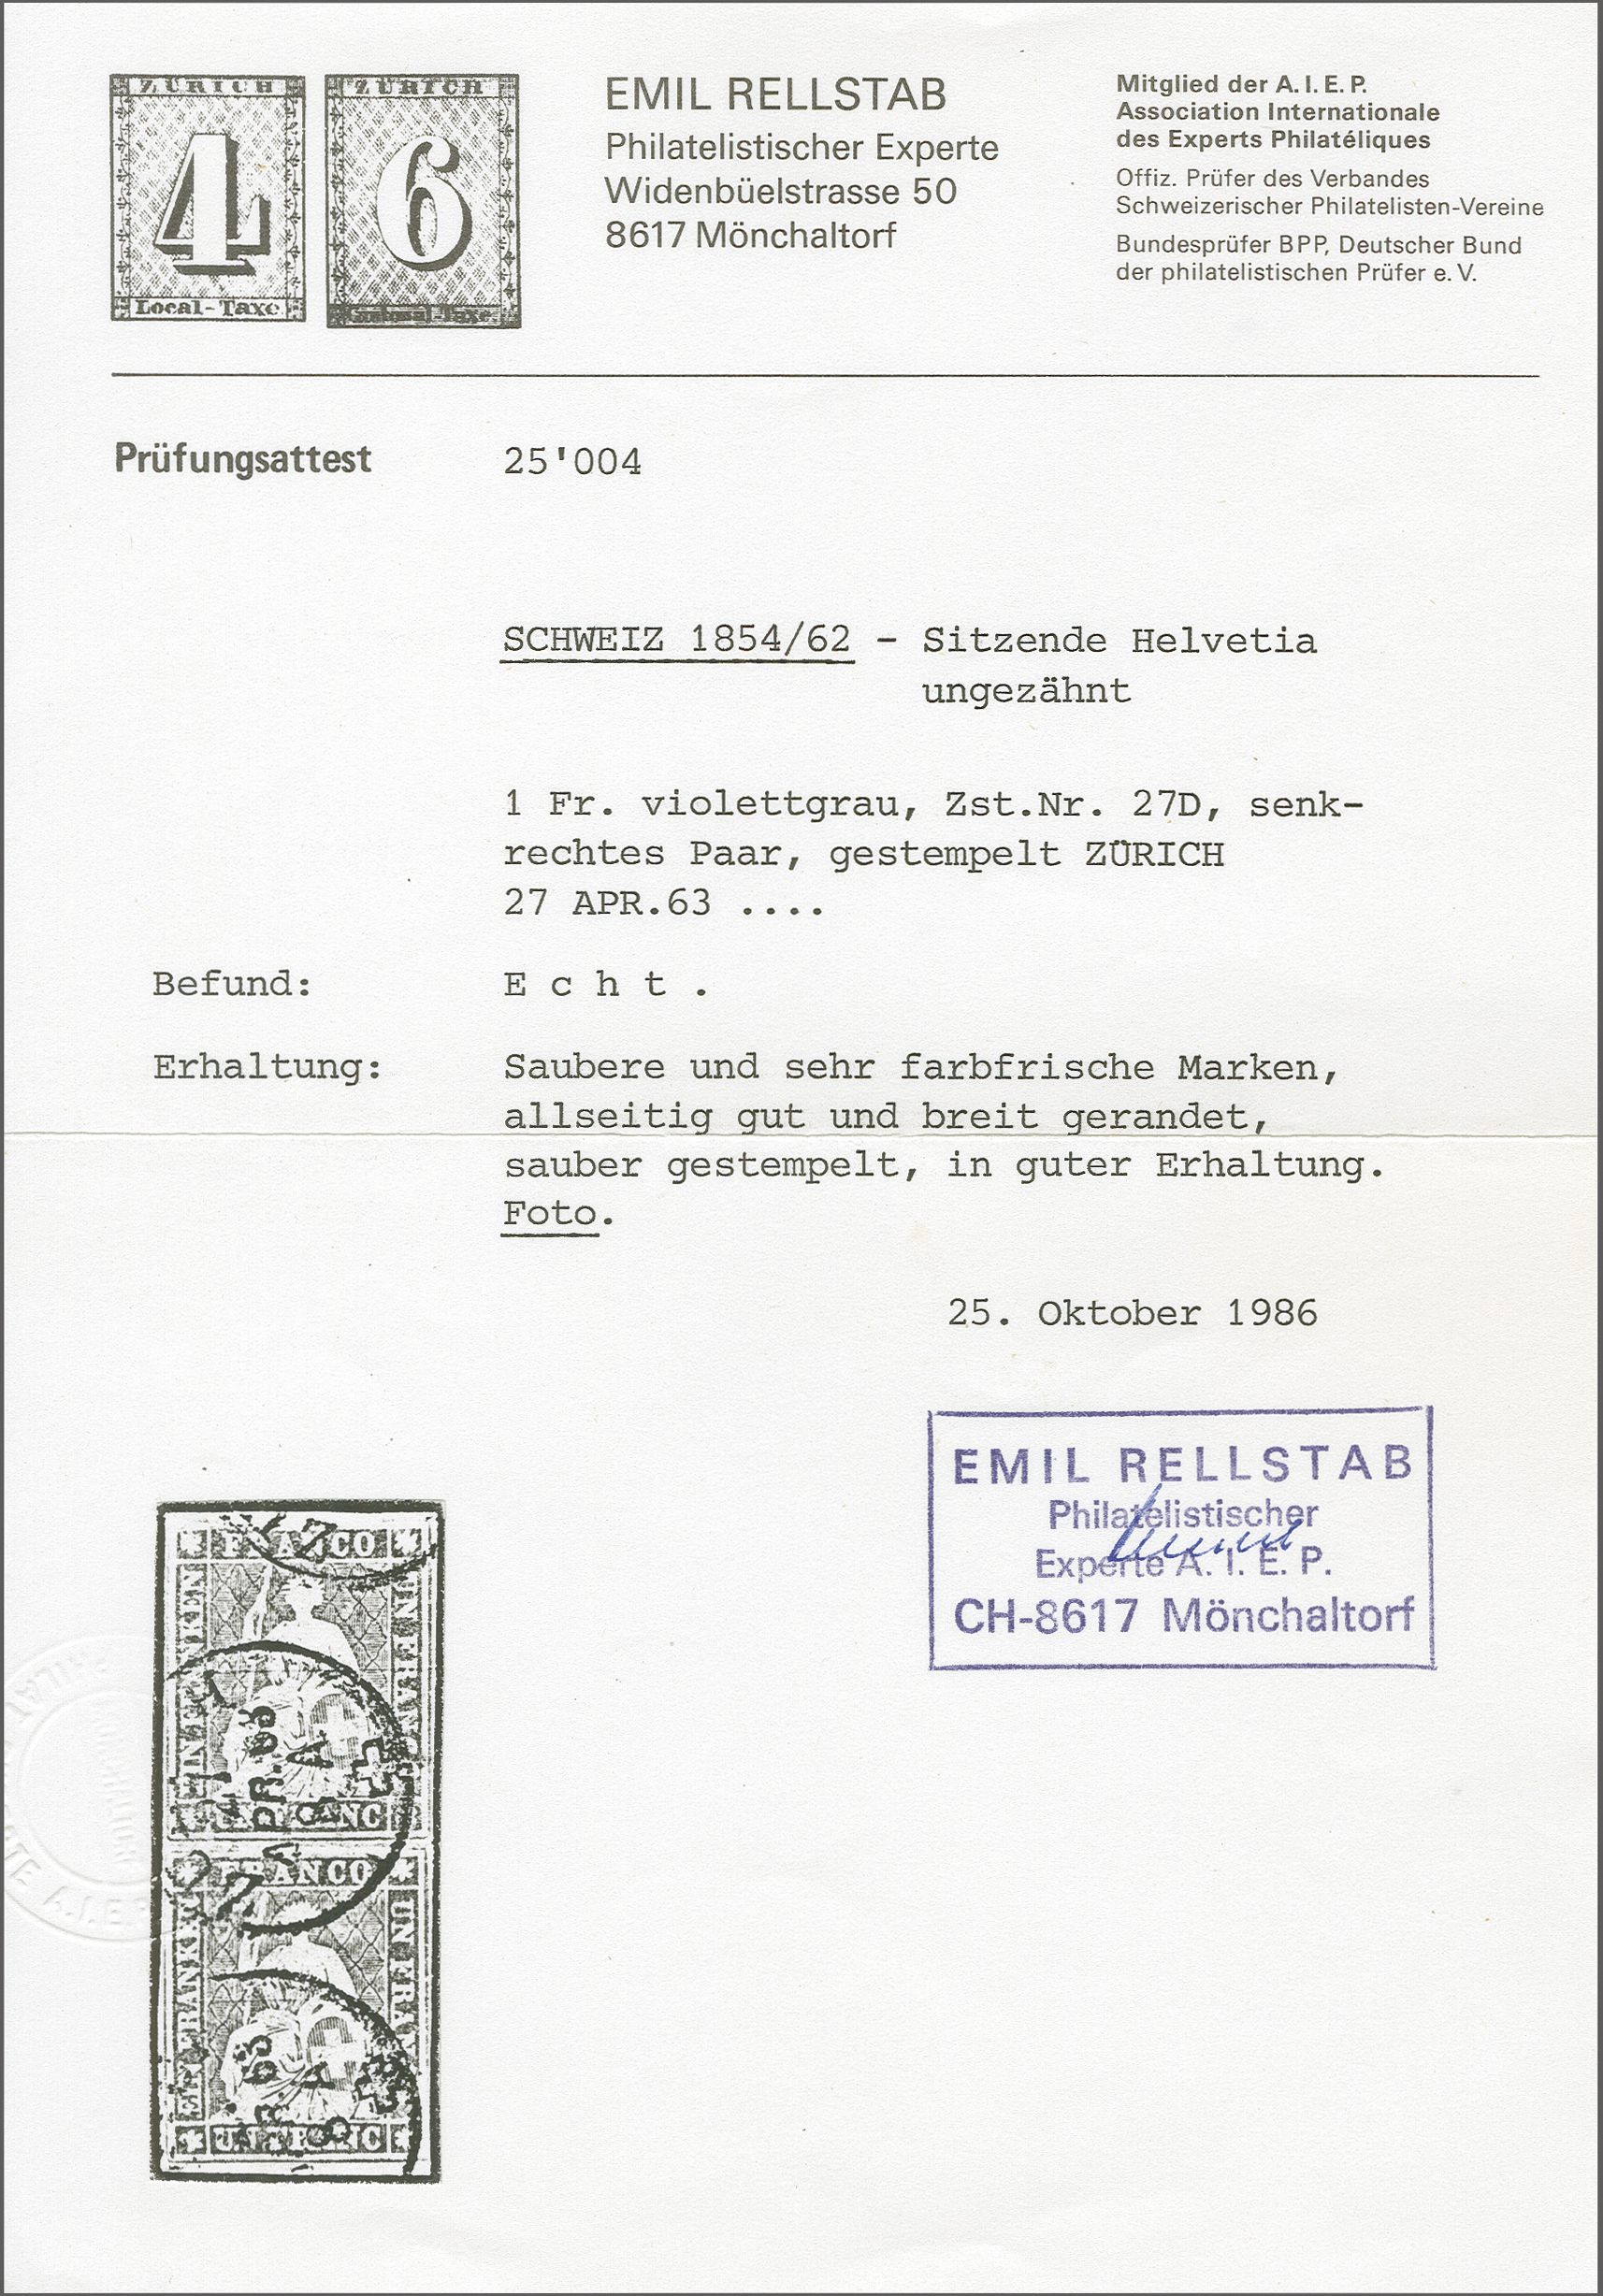 ZÜRICH
4
Local-Taxe
ZÜRICH
6
Cantonal-Taxe
EMIL RELLSTAB
Philatelistischer Experte
Widenbüelstrasse 50
8617 Mönchaltorf
Mitglied der A.I.E.P.
Association Internationale
des Experts Philatéliques
Offiz. Prüfer des Verbandes
Schweizerischer Philatelisten-Vereine
Bundesprüfer BPP, Deutscher Bund
der philatelistischen Prüfer e.V.
Prüfungsattest 25'004
SCHWEIZ 1854/62 - Sitzende Helvetia
ungezähnt
1 Fr. violettgrau, Zst.Nr. 27D, senk-
rechtes Paar, gestempelt ZÜRICH
27 APR.63 ....
Befund: E c h t .
Erhaltung: Saubere und sehr farbfrische Marken,
allseitig gut und breit gerandet,
sauber gestempelt, in guter Erhaltung.
Foto.
25. Oktober 1986
EMIL RELLSTAB
Philatelistischer
Experte A. I. E. P.
CH-8617 Mönchaltorf
FRANCO
FRANCO